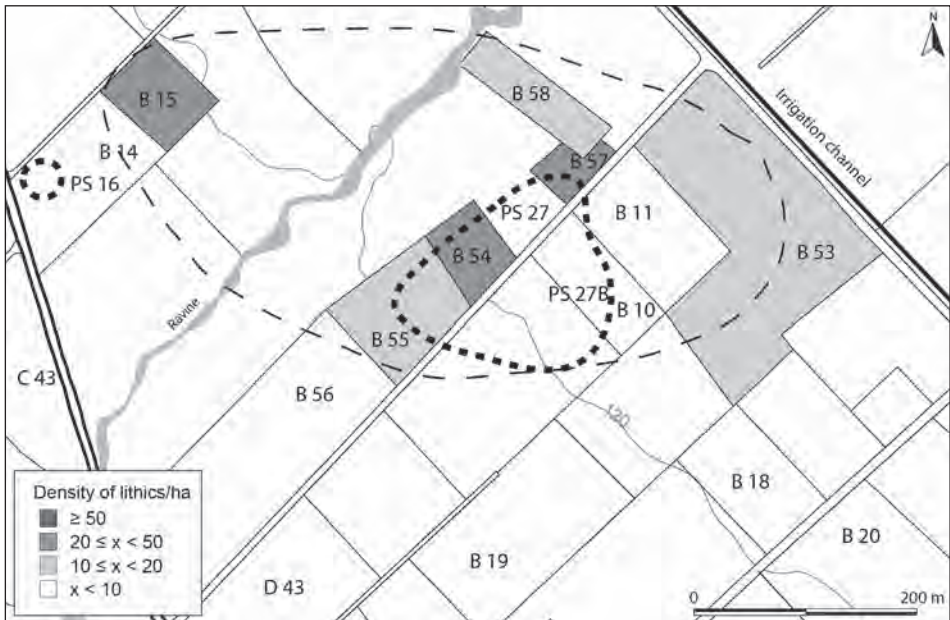 N
B 15
B 58
Irrigation channel
B 14
B 57
PS 16
PS 27
B 11
B 54
B 53
PS 27B
B 10
Ravine
B 55
C 43
B 56
120
Density of lithics/ha
≥ 50
20 ≤ x < 50
10 ≤ x < 20
x < 10
B 18
B 20
B 19
D 43
0
200 m